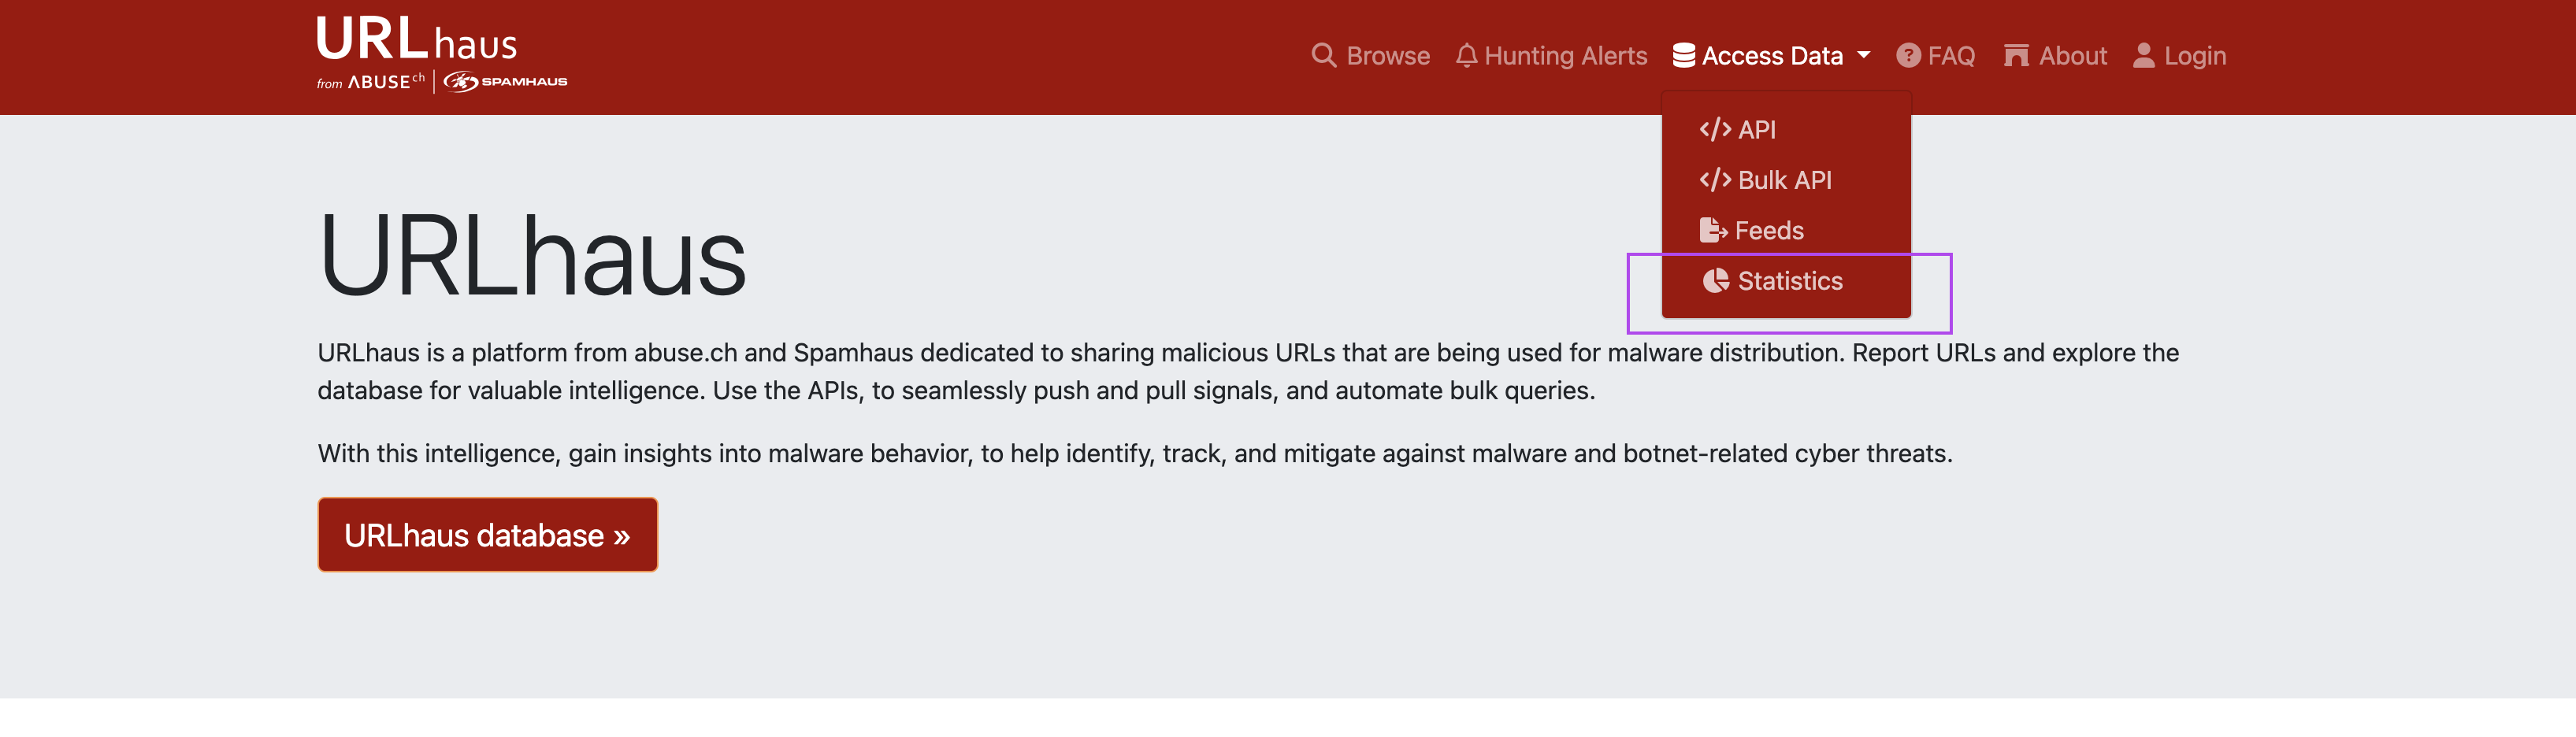 URLhaus
from ABUSE ch | SPAMHAUS
Browse Hunting Alerts Access Data FAQ About Login
API
Bulk API
Feeds
Statistics
URLhaus
URLhaus is a platform from abuse.ch and Spamhaus dedicated to sharing malicious URLs that are being used for malware distribution. Report URLs and explore the
database for valuable intelligence. Use the APIs, to seamlessly push and pull signals, and automate bulk queries.
With this intelligence, gain insights into malware behavior, to help identify, track, and mitigate against malware and botnet-related cyber threats.
URLhaus database »